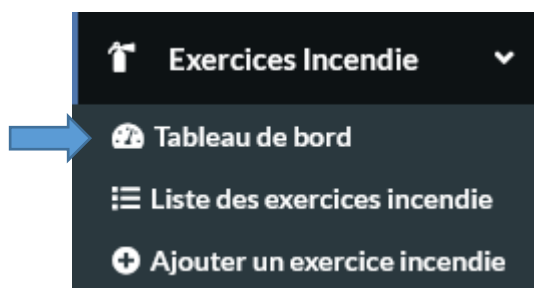 Exercices Incendie
Tableau de bord
Liste des exercices incendie
Ajouter un exercice incendie